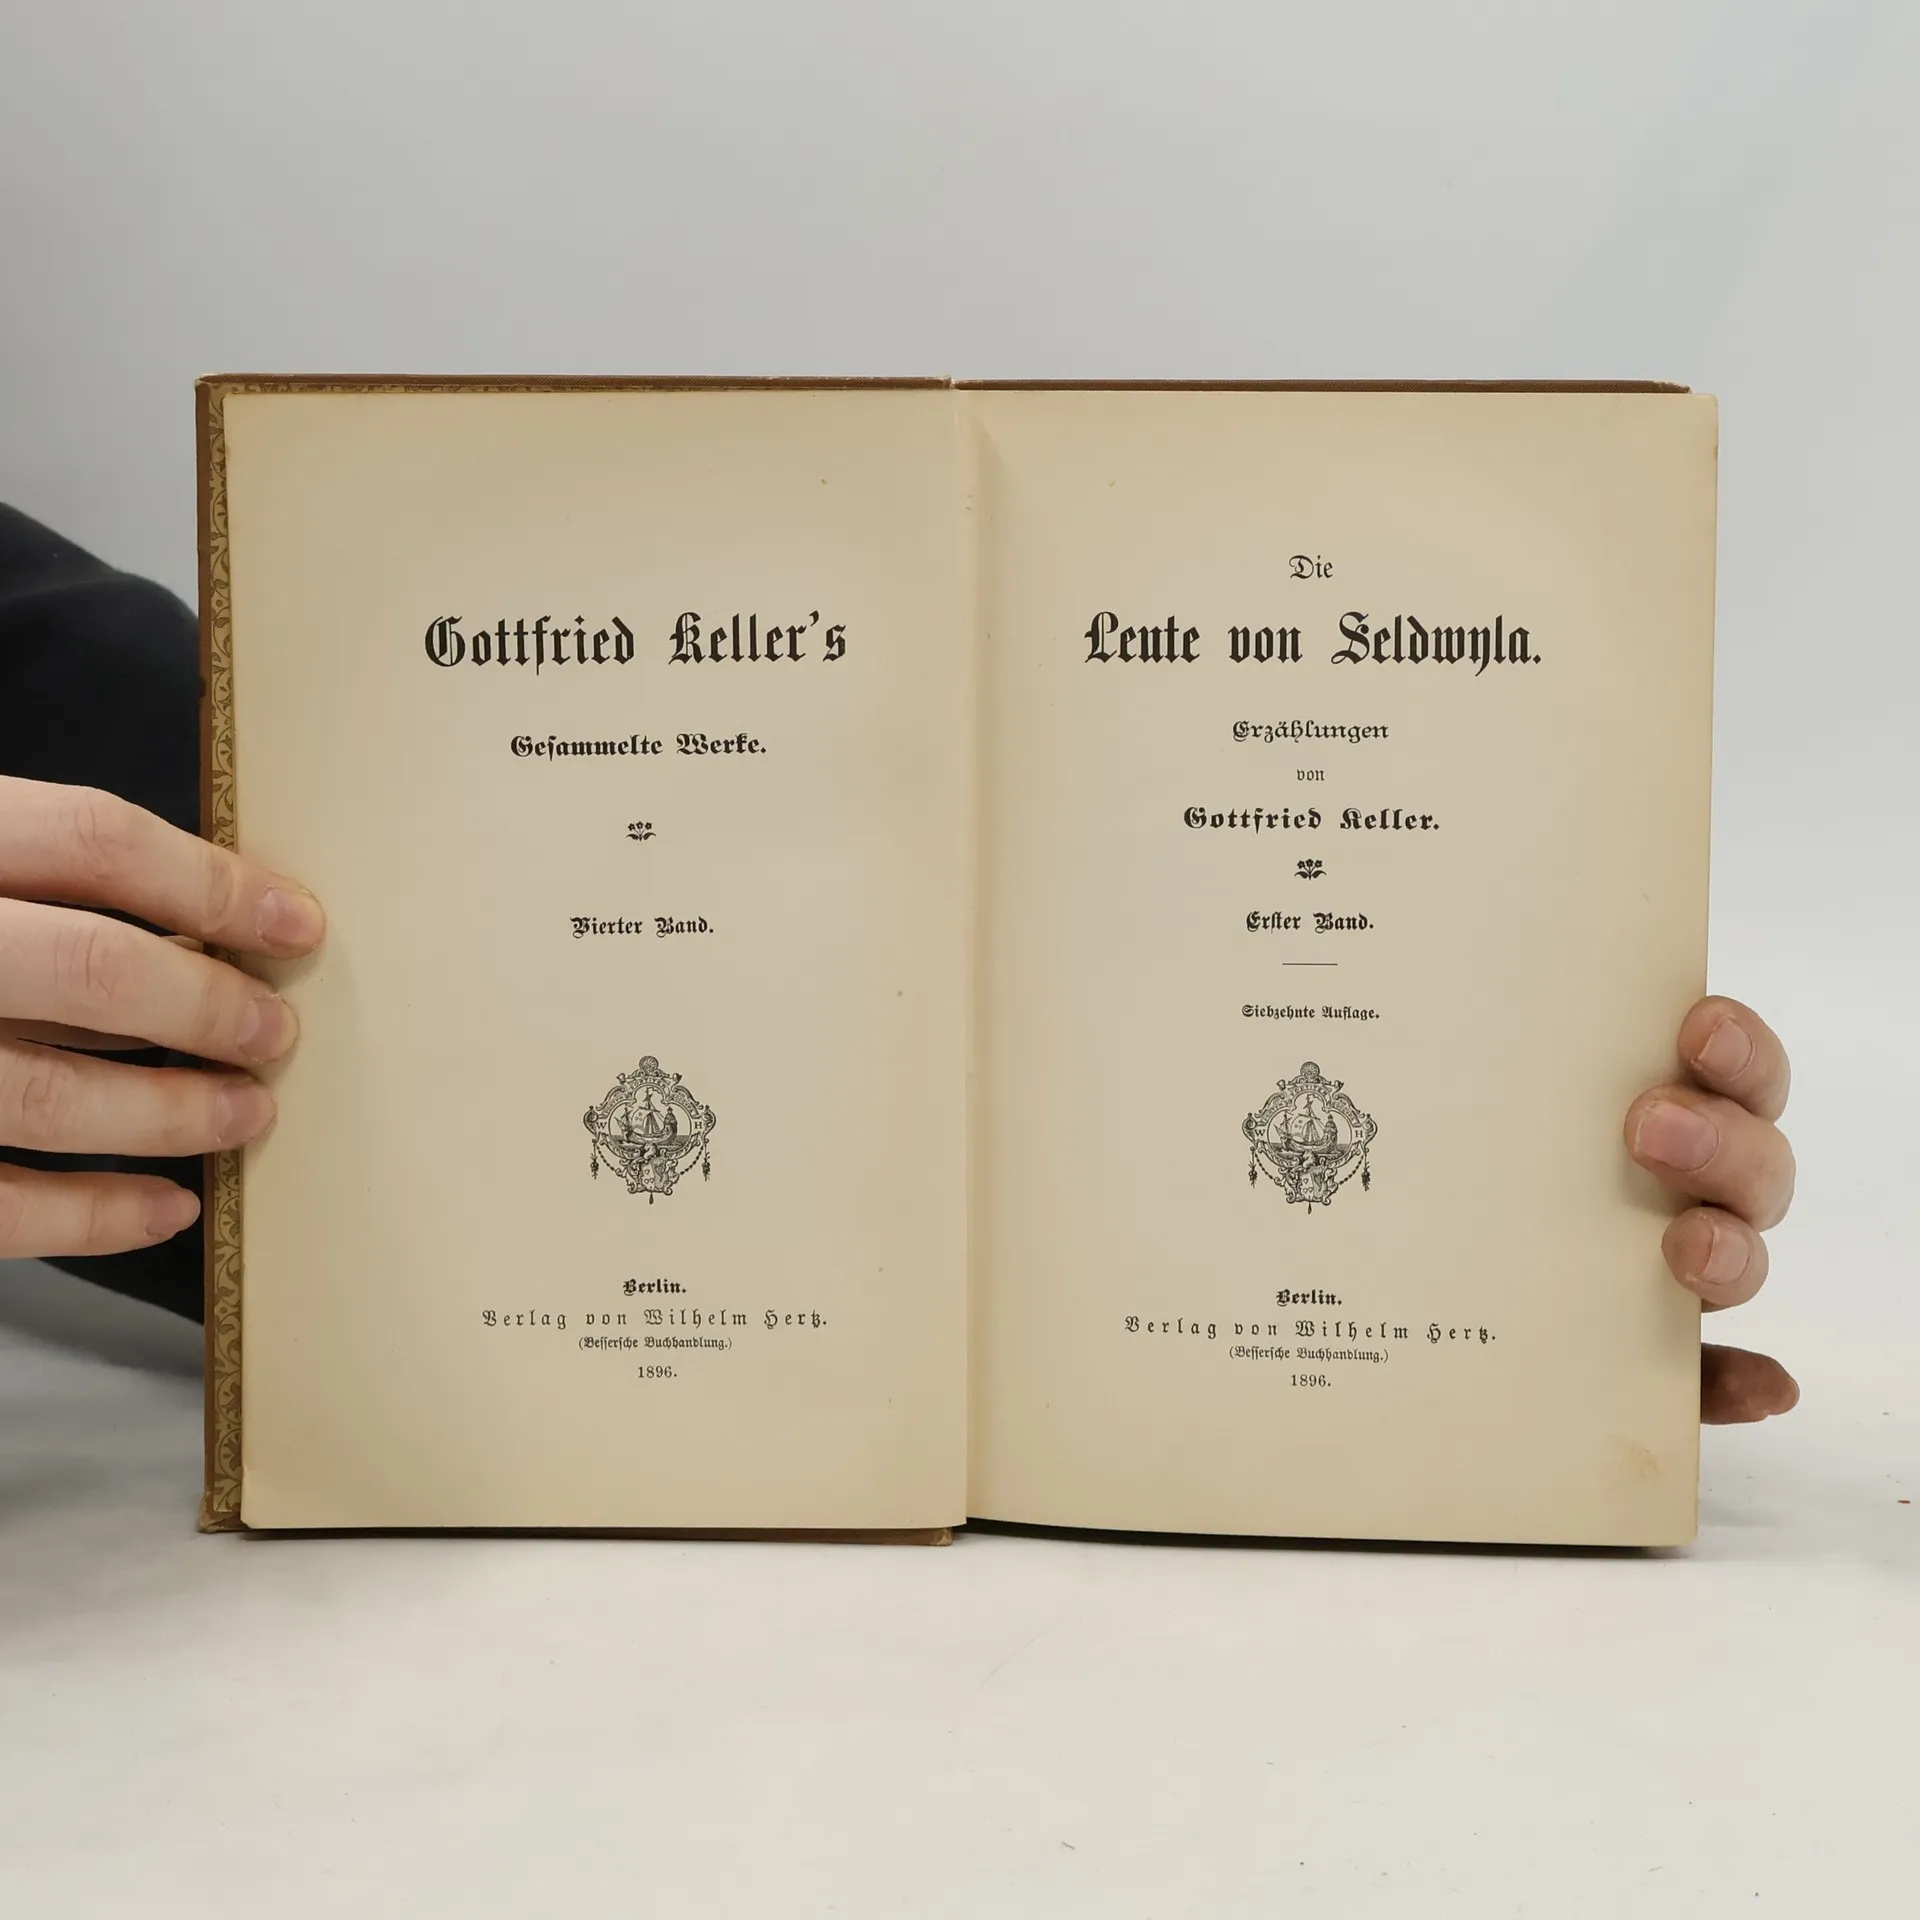 Gottfried Keller's
Gesammelte Werke.
Vierter Band.
W H
Berlin.
Verlag von Wilhelm Hertz.
(Bessersche Buchhandlung.)
1896.
Die
Leute von Seldwyla.
Erzählungen
von
Gottfried Keller.
Erster Band.
Siebzehnte Auflage.
W H
Berlin.
Verlag von Wilhelm Hertz.
(Bessersche Buchhandlung.)
1896.